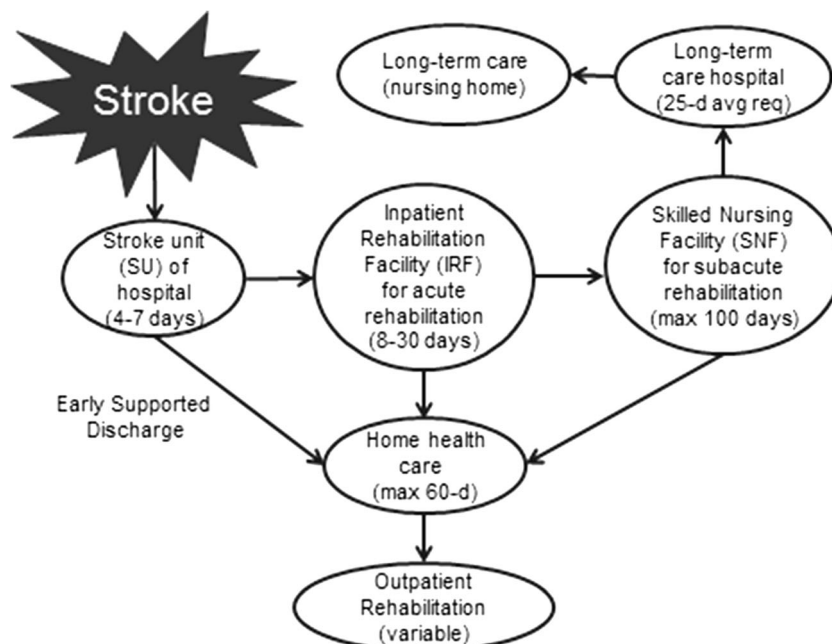 Stroke
Long-term care
(nursing home)
Long-term
care hospital
(25-d avg req)
Stroke unit
(SU) of
hospital
(4-7 days)
Inpatient
Rehabilitation
Facility (IRF)
for acute
rehabilitation
(8-30 days)
Skilled Nursing
Facility (SNF)
for subacute
rehabilitation
(max 100 days)
Early Supported
Discharge
Home health
care
(max 60-d)
Outpatient
Rehabilitation
(variable)